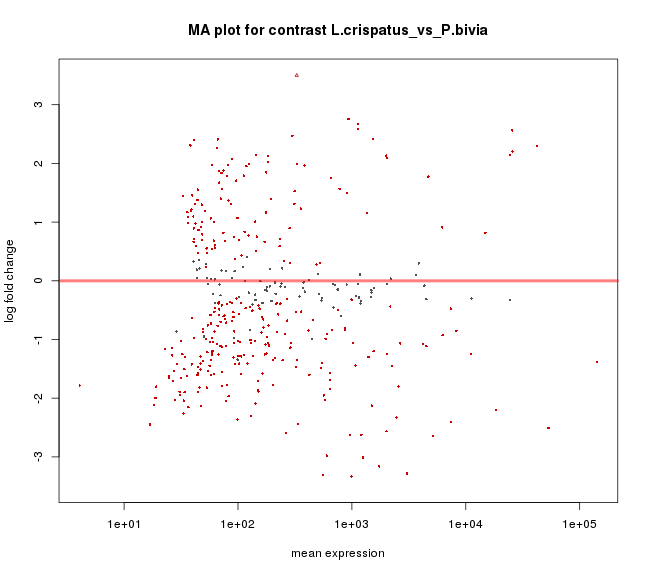 MA plot for contrast L.crispatus_vs_P.bivia
log fold change
3
2
1
0
-1
-2
-3
1e+01 1e+02 1e+03 1e+04 1e+05
mean expression